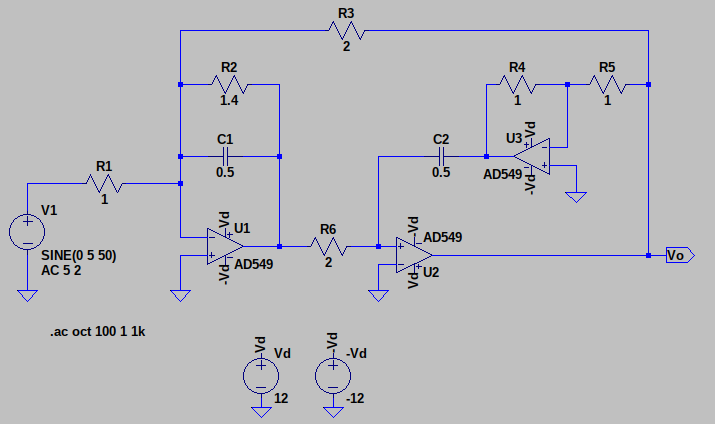 R3
2
R2
1.4
R4
1
R5
1
C1
0.5
C2
0.5
U3
Vd
-Vd
AD549
R1
1
V1
SINE(0 5 50)
AC 5 2
Vd
U1
-Vd
AD549
R6
2
-Vd
AD549
Vd
U2
Vo
.ac oct 100 1 1k
Vd
Vd
12
-Vd
-Vd
-12